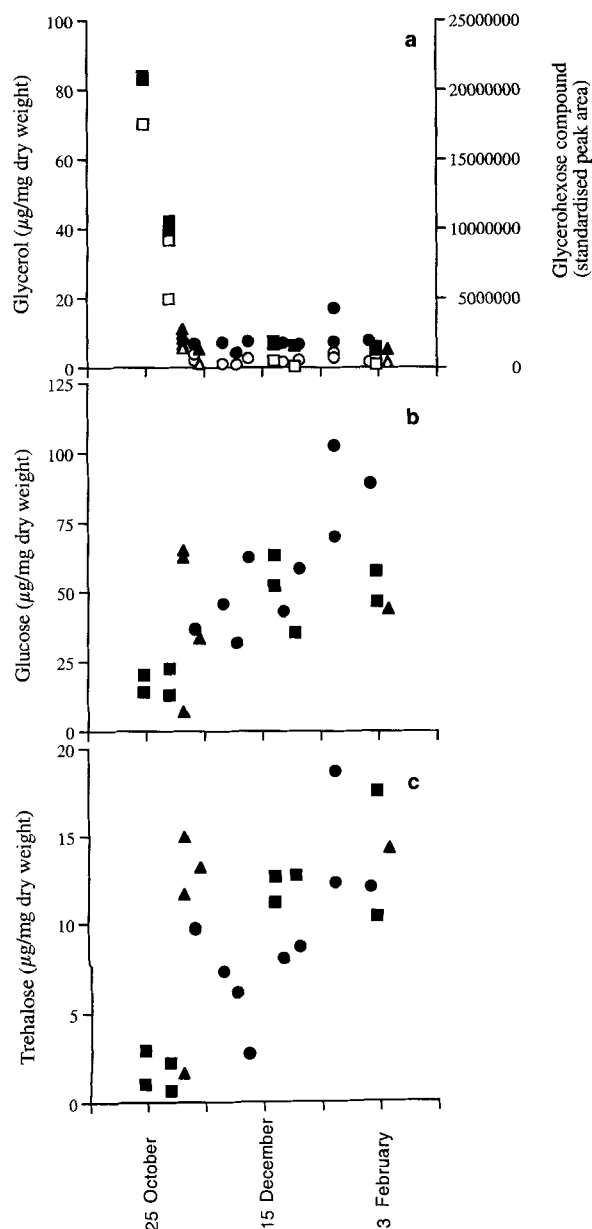 a
Glycerol (µg/mg dry weight)
100
80
60
40
20
0
25000000
20000000
15000000
10000000
5000000
0
Glycerohexose compound
(standardised peak area)
b
Glucose (µg/mg dry weight)
125
100
75
50
25
0
c
Trehalose (µg/mg dry weight)
20
15
10
5
0
25 October
15 December
3 February